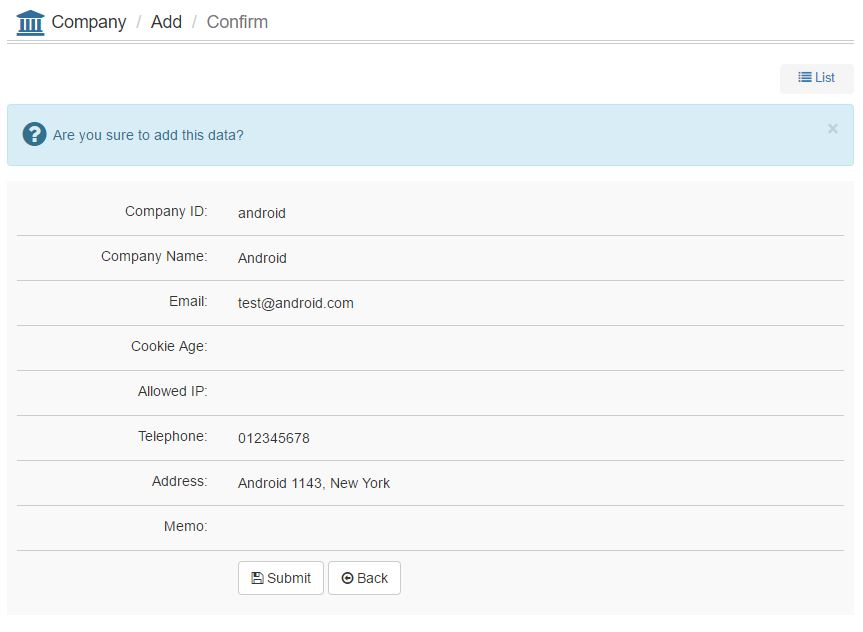 Company / Add / Confirm
List
Are you sure to add this data?
×
Company ID: android
Company Name: Android
Email: test@android.com
Cookie Age:
Allowed IP:
Telephone: 012345678
Address: Android 1143, New York
Memo:
Submit Back